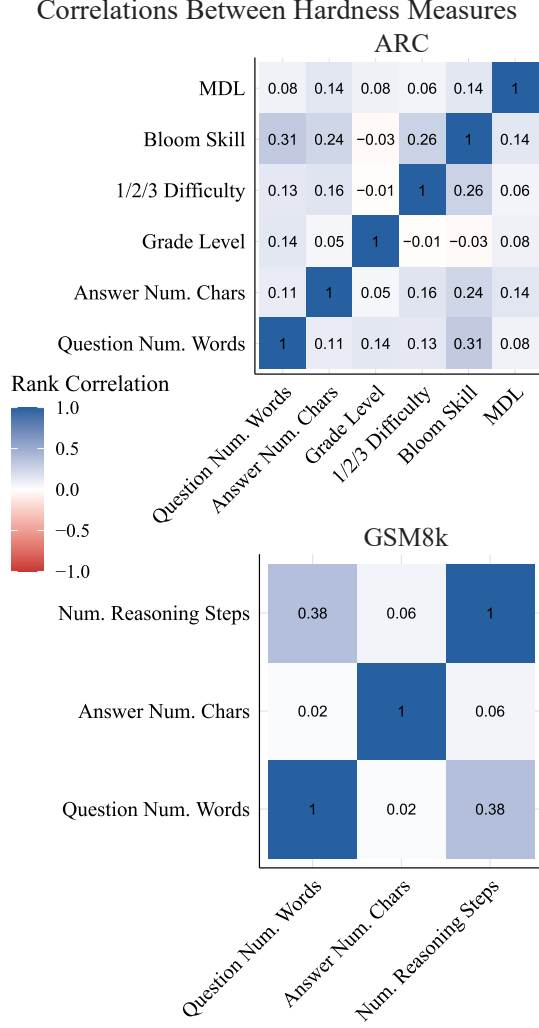 Correlations Between Hardness Measures
ARC
MDL 0.08 0.14 0.08 0.06 0.14 1
Bloom Skill 0.31 0.24 −0.03 0.26 1 0.14
1/2/3 Difficulty 0.13 0.16 −0.01 1 0.26 0.06
Grade Level 0.14 0.05 1 −0.01 −0.03 0.08
Answer Num. Chars 0.11 1 0.05 0.16 0.24 0.14
Question Num. Words 1 0.11 0.14 0.13 0.31 0.08
Question Num. Words
Answer Num. Chars
Grade Level
1/2/3 Difficulty
Bloom Skill
MDL
Rank Correlation
1.0
0.5
0.0
−0.5
−1.0
GSM8k
Num. Reasoning Steps 0.38 0.06 1
Answer Num. Chars 0.02 1 0.06
Question Num. Words 1 0.02 0.38
Question Num. Words
Answer Num. Chars
Num. Reasoning Steps